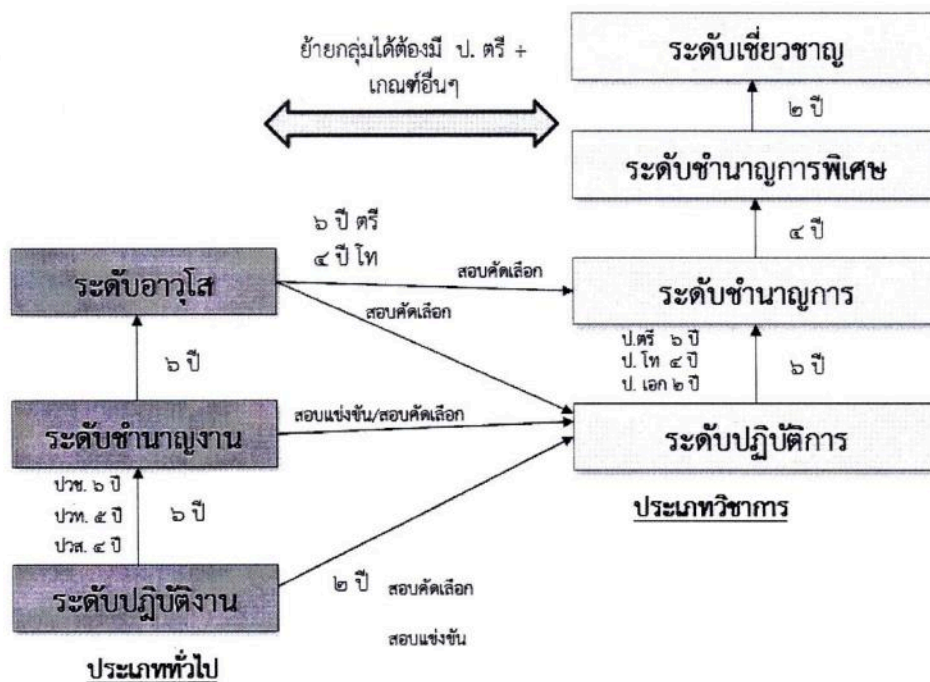 ย้ายกลุ่มได้ต้องมี ป. ตรี +
เกณฑ์อื่นๆ
ระดับเชี่ยวชาญ
๒ ปี
ระดับชำนาญการพิเศษ
๔ ปี
๖ ปี ตรี
๔ ปี โท
ระดับอาวุโส
สอบคัดเลือก
ระดับชำนาญการ
สอบคัดเลือก
ป.ตรี ๖ ปี
ป. โท ๔ ปี
ป. เอก ๒ ปี
๖ ปี
๖ ปี
ระดับชำนาญงาน
สอบแข่งขัน/สอบคัดเลือก
ระดับปฏิบัติการ
ประเภทวิชาการ
ปวช. ๖ ปี
ปวท. ๕ ปี
ปวส. ๔ ปี
๖ ปี
ระดับปฏิบัติงาน
๒ ปี สอบคัดเลือก
สอบแข่งขัน
ประเภททั่วไป